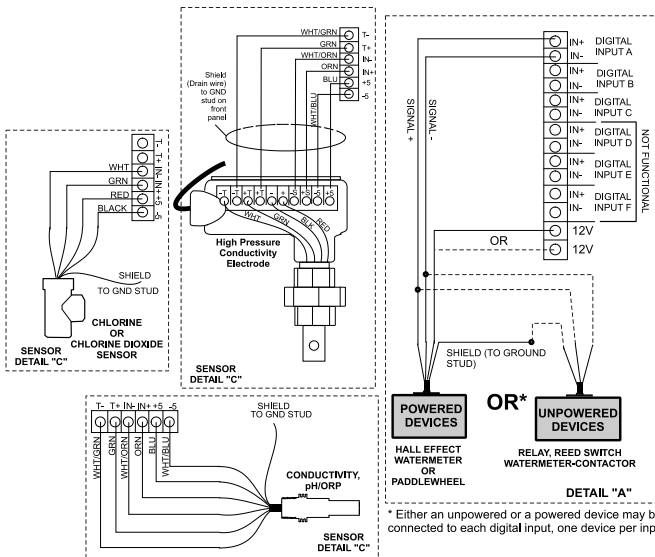 WHT/GRN
GRN
WHT/ORN
ORN
BLU
WHT/BLU
T-
T+
IN-
IN+
+5
-5
Shield
(Drain wire)
to GND
stud on
front
panel
WHT
GRN
BLK
RED
High Pressure
Conductivity
Electrode
SENSOR
DETAIL "C"
WHT
GRN
RED
BLACK
T-
T+
IN-
IN+
+5
-5
SHIELD
TO GND STUD
CHLORINE
OR
CHLORINE DIOXIDE
SENSOR
SENSOR
DETAIL "C"
T- T+ IN- IN+ +5 -5
WHT/GRN
GRN
WHT/ORN
ORN
BLU
WHT/BLU
SHIELD
TO GND STUD
CONDUCTIVITY,
pH/ORP
SENSOR
DETAIL "C"
SIGNAL +
SIGNAL -
IN+ DIGITAL
IN- INPUT A
IN+ DIGITAL
IN- INPUT B
IN+ DIGITAL
IN- INPUT C
IN+ DIGITAL
IN- INPUT D
IN+ DIGITAL
IN- INPUT E
IN+ DIGITAL
IN- INPUT F
NOT FUNCTIONAL
12V
OR
12V
SHIELD (TO GROUND
STUD)
POWERED
DEVICES
OR*
UNPOWERED
DEVICES
HALL EFFECT
WATERMETER
OR
PADDLEWHEEL
RELAY, REED SWITCH
WATERMETER-CONTACTOR
DETAIL "A"
* Either an unpowered or a powered device may b
connected to each digital input, one device per inp